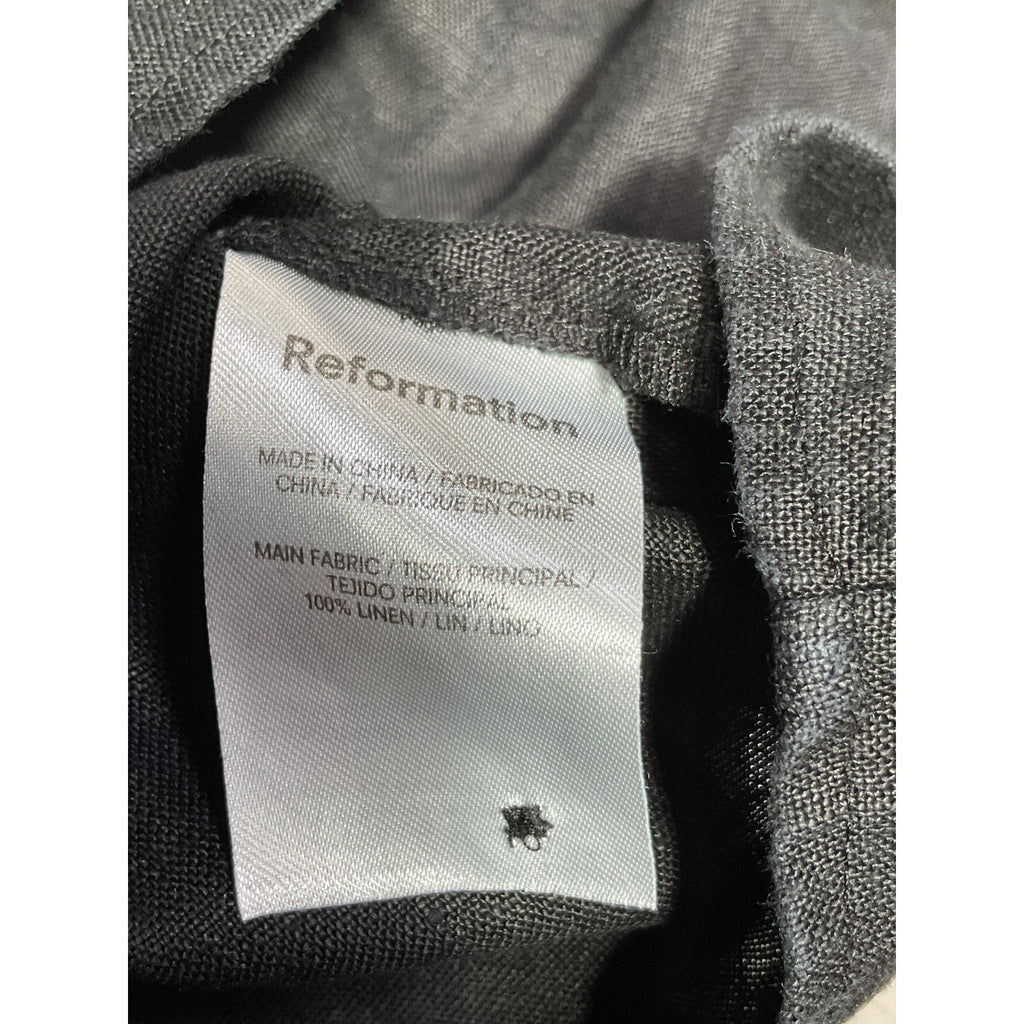 Reformation
MADE IN CHINA / FABRICADO EN
CHINA / FABRIQUE EN CHINE
MAIN FABRIC / TISSU PRINCIPAL /
TEJIDO PRINCIPAL
100% LINEN / LIN / LINO